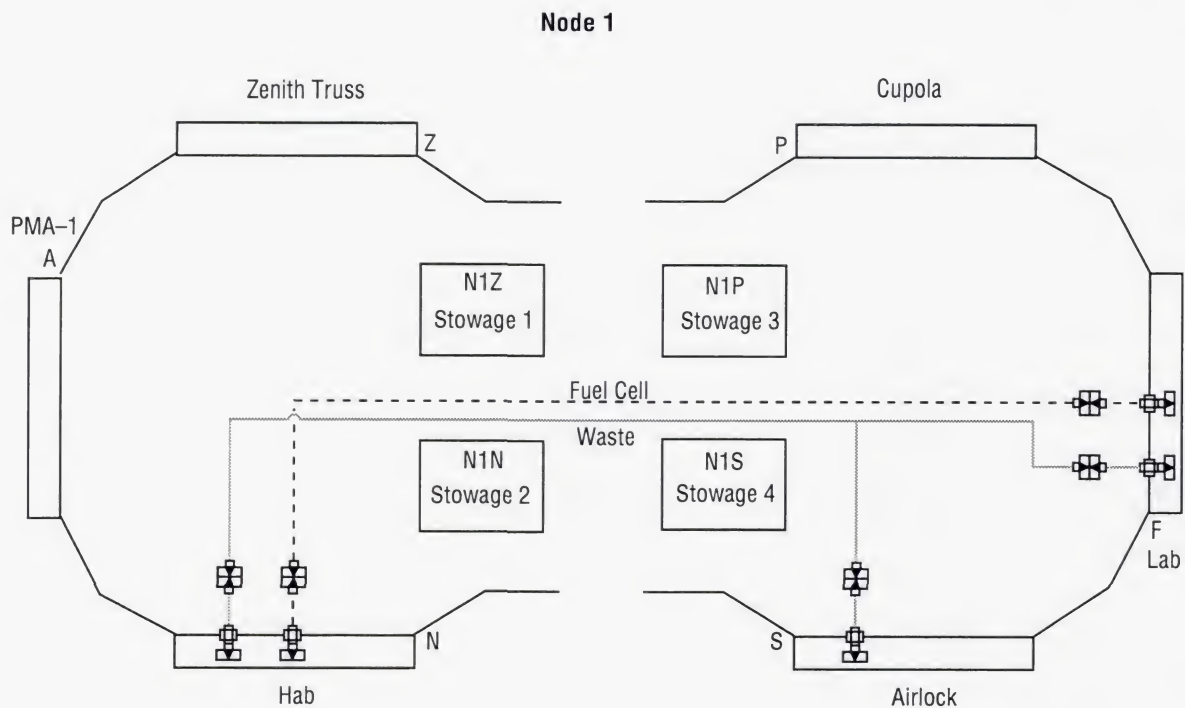 Node 1
Zenith Truss
Cupola
Z
P
PMA–1
A
N1Z
Stowage 1
N1P
Stowage 3
Fuel Cell
Waste
N1N
Stowage 2
N1S
Stowage 4
F
Lab
N
S
Hab
Airlock